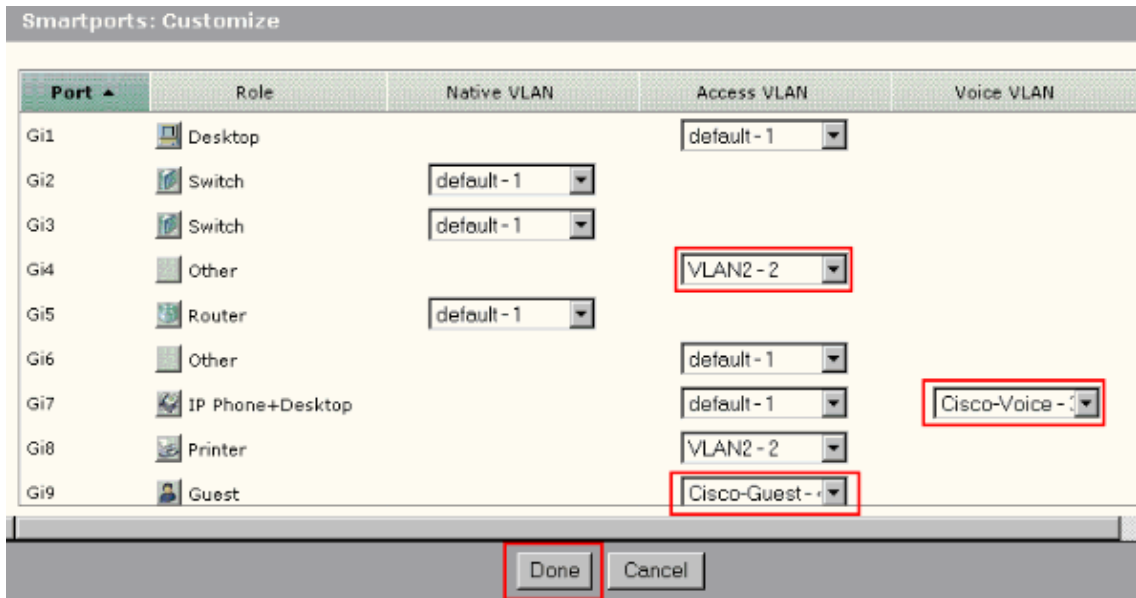 Smartports: Customize
Port Role Native VLAN Access VLAN Voice VLAN
Gi1 Desktop default - 1
Gi2 Switch default - 1
Gi3 Switch default - 1
Gi4 Other VLAN2 - 2
Gi5 Router default - 1
Gi6 Other default - 1
Gi7 IP Phone+Desktop default - 1 Cisco-Voice -
Gi8 Printer VLAN2 - 2
Gi9 Guest Cisco-Guest -
Done Cancel